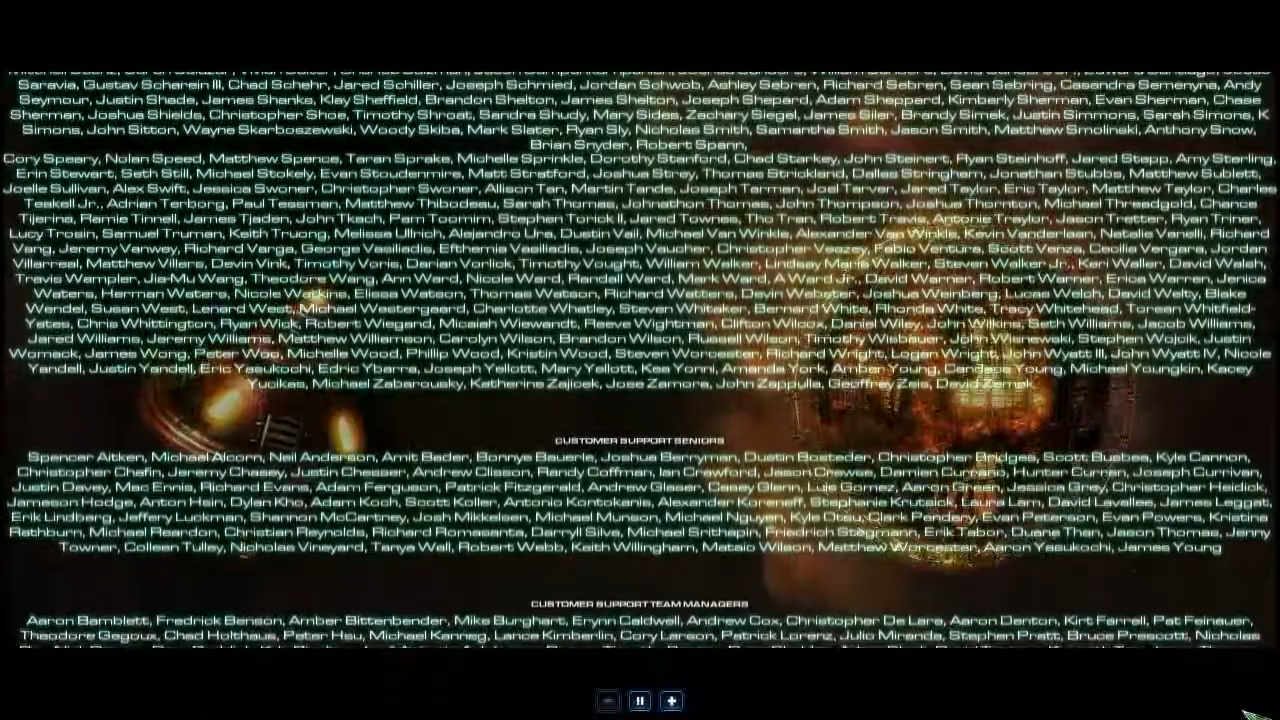 Saravia, Gustav Scharein III, Chad Schehr, Jared Schiller, Joseph Schmied, Jordan Schwob, Ashley Sebren, Richard Sebren, Sean Sebring, Casandra Semenyna, Andy
Seymour, Justin Shade, James Shanks, Klay Sheffield, Brandon Shelton, James Shelton, Joseph Shepard, Adam Sheppard, Kimberly Sherman, Evan Sherman, Chase
Sherman, Joshua Shields, Christopher Shoe, Timothy Shroat, Sandra Shudy, Mary Sides, Zachary Siegel, James Siler, Brandy Simek, Justin Simmons, Sarah Simons, K
Simons, John Sitton, Wayne Skarboszewski, Woody Skiba, Mark Slater, Ryan Sly, Nicholas Smith, Samantha Smith, Jason Smith, Matthew Smolinski, Anthony Snow,
Brian Snyder, Robert Spann,
Cory Speary, Nolan Speed, Matthew Spence, Taran Sprake, Michelle Sprinkle, Dorothy Stanford, Chad Starkey, John Steinert, Ryan Steinhoff, Jared Stepp, Amy Sterling,
Erin Stewart, Seth Still, Michael Stokely, Evan Stoudermire, Matt Stratford, Joshua Strey, Thomas Strickland, Dallas Stringham, Jonathan Stubbs, Matthew Sublett,
Joelle Sullivan, Alex Swift, Jessica Swoner, Christopher Swoner, Allison Tan, Martin Tande, Joseph Tarman, Joel Tarver, Jared Taylor, Eric Taylor, Matthew Taylor, Charles
Teakell Jr., Adrian Terborg, Paul Tessman, Matthew Thibodeau, Sarah Thomas, Johnathon Thomas, John Thompson, Joshua Thornton, Michael Threadgold, Chance
Tijerina, Ramie Tinnell, James Tjaden, John Tkach, Pam Toomim, Stephen Torick II, Jared Townes, Tho Tran, Robert Travis, Antonie Traylor, Jason Tretter, Ryan Triner,
Lucy Trosin, Samuel Truman, Keith Truong, Melissa Ullrich, Alejandro Ura, Dustin Vail, Michael Van Winkle, Alexander Van Winkle, Kevin Vanderlaan, Natalia Vanelli, Richard
Vang, Jeremy Vanwey, Richard Varga, George Vasiliadis, Efthemia Vasiliadis, Joseph Vaucher, Christopher Veazey, Fabio Ventura, Scott Venza, Cecilia Vergara, Jordan
Villarreal, Matthew Villers, Devin Vink, Timothy Voris, Darian Vorlick, Timothy Vought, William Walker, Lindsay Marie Walker, Steven Walker Jr., Kari Waller, David Walsh,
Travis Wampler, Jia-Mu Wang, Theodore Wang, Ann Ward, Nicole Ward, Randall Ward, Mark Ward, A Ward Jr, David Warner, Robert Warner, Erica Warren, Jenica
Waters, Herman Waters, Nicole Watkins, Elissa Watson, Thomas Watson, Richard Watters, Devin Webster, Joshua Weinberg, Lucas Welch, David Welty, Blake
Wendel, Susan West, Lenard West, Michael Westergaard, Charlotte Whatley, Steven Whitaker, Bernard White, Rhonda White, Tracy Whitehead, Torean Whitfield-
Yates, Chris Whittington, Ryan Wick, Robert Wiegand, Micaiah Wiewandt, Reeve Wightman, Clifton Wilcox, Daniel Wilkins, Seth Williams, Jacob Williams,
Jared Williams, Jeremy Williams, Matthew Williamson, Carolyn Wilson, Brandon Wilson, Russell Wilson, Timothy Wisbauer, John Withrow, Stephen Wojcik, Justin
Womack, James Wong, Peter Woo, Michelle Wood, Phillip Wood, Kristin Wood, Steven Worosz, Richard Wright, Logan Wright, John Wyatt III, John Wyatt IV, Nicole
Yandall, Justin Yandell, Eric Yasukochi, Edric Ybarra, Joseph Yellott, Mary Yellott, Kea Yonni, Amanda York, Amber Young, Candace Young, Michael Youngkin, Kacey
Yuckas, Michael Zabarousky, Katherine Zajicek, Jose Zamora, John Zappulla, Geoffrey Zeis, David Zempk
CUSTOMER SUPPORT SENIORS
Spencer Aitken, Michael Alcorn, Neil Anderson, Amit Bader, Bonnye Bauerle, Joshua Berryman, Dustin Bosteder, Christopher Bridges, Scott Bustos, Kyle Cannon,
Christopher Chafin, Jeremy Chasey, Justin Chesser, Andrew Clisson, Randy Coffman, Ian Crawford, Jason Crewse, Damien Currano, Hunter Curren, Joseph Currivan,
Justin Davey, Mac Ennis, Richard Evans, Adam Ferguson, Patrick Fitzgerald, Andrew Glaser, Casey Glenn, Luis Gomez, Aaron Green, Jessica Grey, Christopher Heidick,
Jameson Hodge, Anton Hsin, Dylan Kho, Adam Koch, Scott Koller, Antonio Kontokanis, Alexander Korneff, Stephane Krutsch, Laura Lam, David Lavallee, James Leggat,
Erik Lindberg, Jeffery Luckman, Shannon McCartney, Josh Mikkelsen, Michael Munson, Michael Nguyen, Kyle Otsu, Clark Pendery, Evan Peterson, Evan Powers, Kristina
Rathburn, Michael Reardon, Christian Reynolds, Richard Romasanta, Darryll Silva, Michael Srithapin, Friedrich Stegmann, Erik Tabor, Duane Than, Jason Thomas, Jenny
Towner, Colleen Tulley, Nicholas Vineyard, Tanya Wall, Robert Webb, Keith Willingham, Mataio Wilson, Matthew Worcester, Aaron Yasukochi, James Young
CUSTOMER SUPPORT TEAM MANAGERS
Aaron Bamblett, Fredrick Benson, Amber Bittenbender, Mike Burghart, Erynn Caldwell, Andrew Cox, Christopher De Lara, Aaron Denton, Kirt Farrell, Pat Feinauer,
Theodore Gegoux, Chad Holthaus, Peter Hsu, Michael Kanneg, Lance Kimberlin, Cory Larson, Patrick Lorenz, Julio Miranda, Stephen Pratt, Bruce Prescott, Nicholas